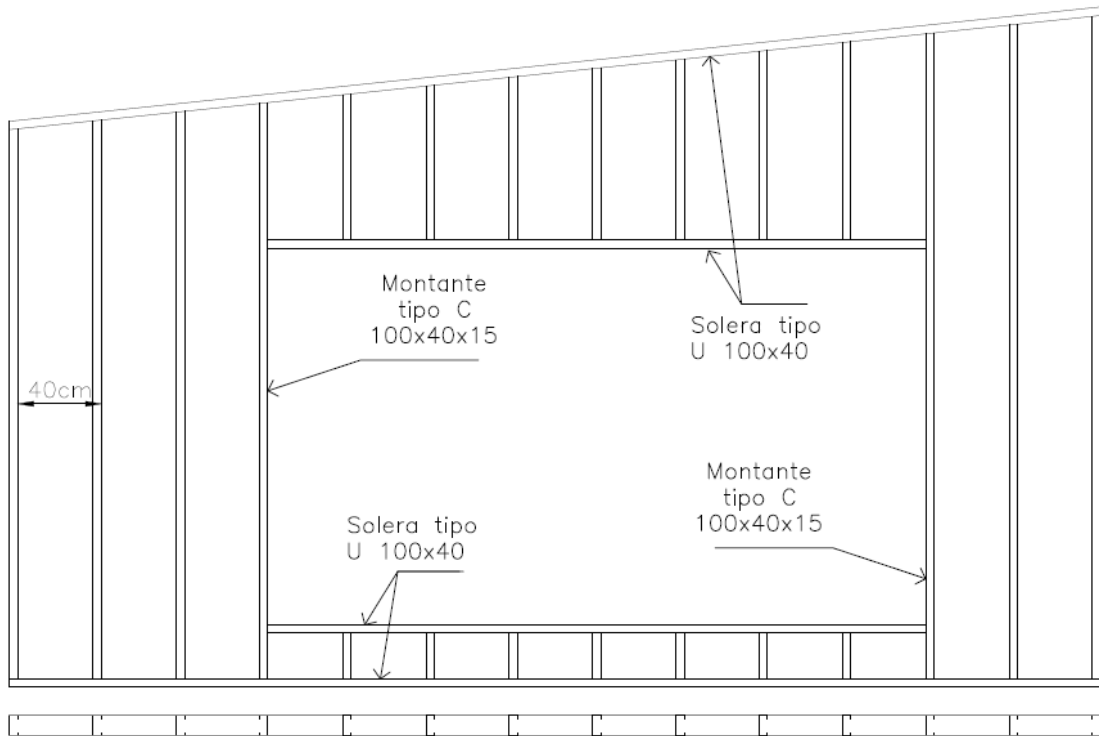 Montante
tipo C
100x40x15
Solera tipo
U 100x40
40cm
Montante
tipo C
100x40x15
Solera tipo
U 100x40